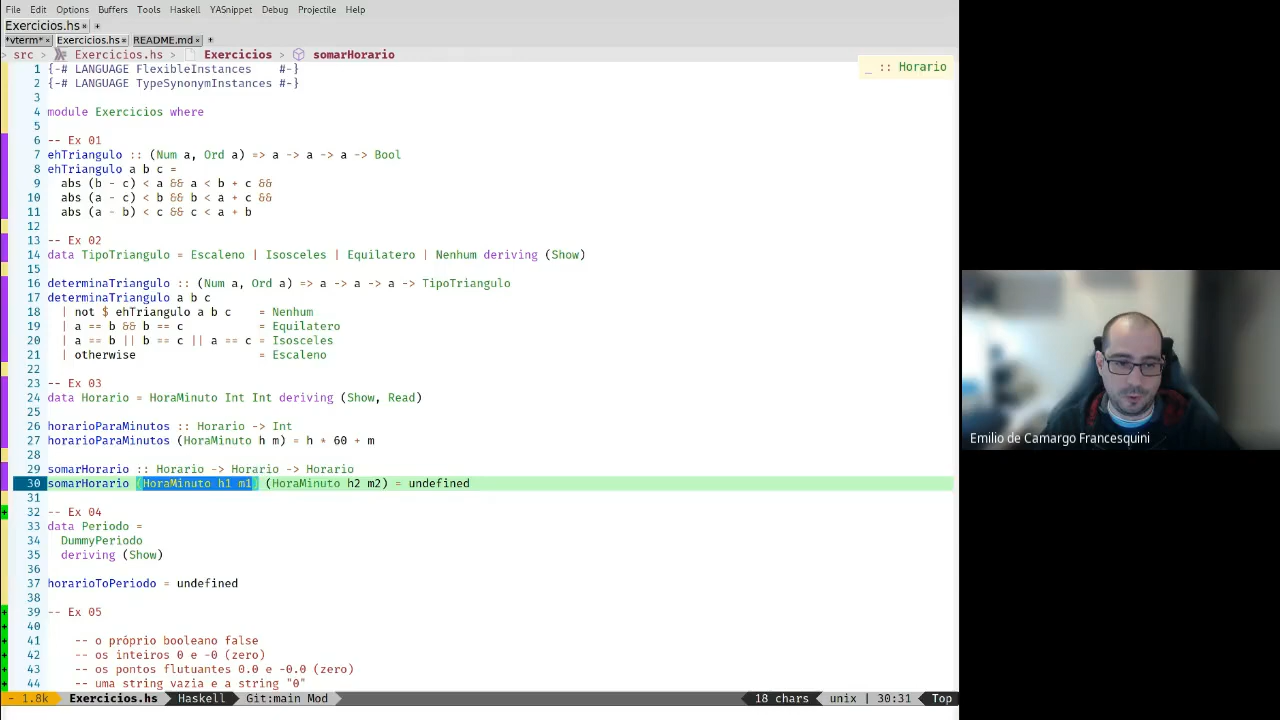 File Edit Options Buffers Tools Haskell YASnippet Debug Projectile Help
Exercicios.hs × +
*vterm* × Exercicios.hs × README.md × +
> src > Exercicios.hs > Exercicios > somarHorario
_ :: Horario
1 {-# LANGUAGE FlexibleInstances #-}
2 {-# LANGUAGE TypeSynonymInstances #-}
3
4 module Exercicios where
5
6 -- Ex 01
7 ehTriangulo :: (Num a, Ord a) => a -> a -> a -> Bool
8 ehTriangulo a b c =
9 abs (b - c) < a && a < b + c &&
10 abs (a - c) < b && b < a + c &&
11 abs (a - b) < c && c < a + b
12
13 -- Ex 02
14 data TipoTriangulo = Escaleno | Isosceles | Equilatero | Nenhum deriving (Show)
15
16 determinaTriangulo :: (Num a, Ord a) => a -> a -> a -> TipoTriangulo
17 determinaTriangulo a b c
18 | not $ ehTriangulo a b c = Nenhum
19 | a == b && b == c = Equilatero
20 | a == b || b == c || a == c = Isosceles
21 | otherwise = Escaleno
22
23 -- Ex 03
24 data Horario = HoraMinuto Int Int deriving (Show, Read)
25
26 horarioParaMinutos :: Horario -> Int
27 horarioParaMinutos (HoraMinuto h m) = h * 60 + m
28
29 somarHorario :: Horario -> Horario -> Horario
30 somarHorario (HoraMinuto h1 m1) (HoraMinuto h2 m2) = undefined
31
32 -- Ex 04
33 data Periodo =
34 DummyPeriodo
35 deriving (Show)
36
37 horarioToPeriodo = undefined
38
39 -- Ex 05
40
41 -- o próprio booleano false
42 -- os inteiros 0 e -0 (zero)
43 -- os pontos flutuantes 0.0 e -0.0 (zero)
44 -- uma string vazia e a string "0"
- 1.8k Exercicios.hs Haskell Git:main Mod 18 chars unix | 30:31 Top
Emilio de Camargo Francesquini